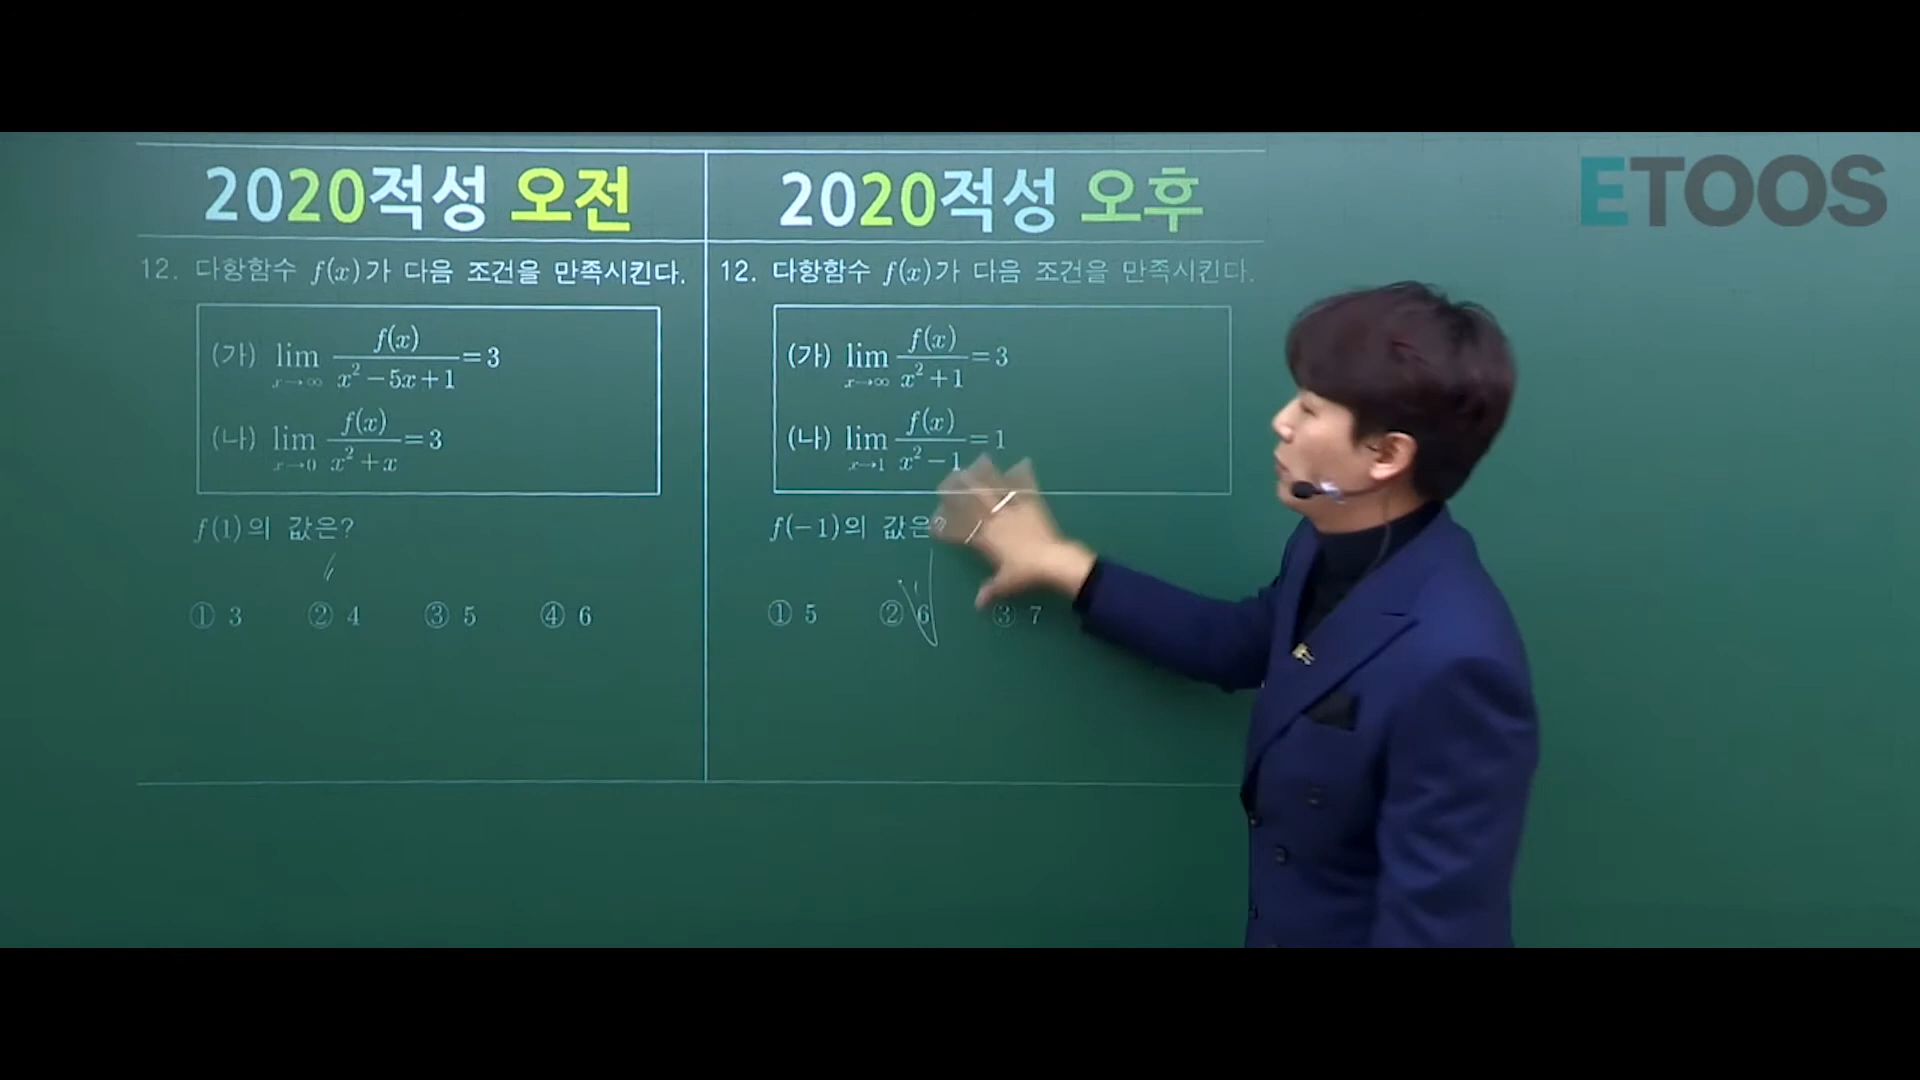 ETOOS
2020적성 오전
12. 다항함수 f(x)가 다음 조건을 만족시킨다.
(가) lim x→∞ f(x)/(x²-5x+1) = 3
(나) lim x→0 f(x)/(x²+x) = 3
f(1)의 값은?
① 3 ② 4 ③ 5 ④ 6
2020적성 오후
12. 다항함수 f(x)가 다음 조건을 만족시킨다.
(가) lim x→∞ f(x)/(x²+1) = 3
(나) lim x→1 f(x)/(x²-1) = 1
f(-1)의 값은?
① 5 ② 6 ③ 7